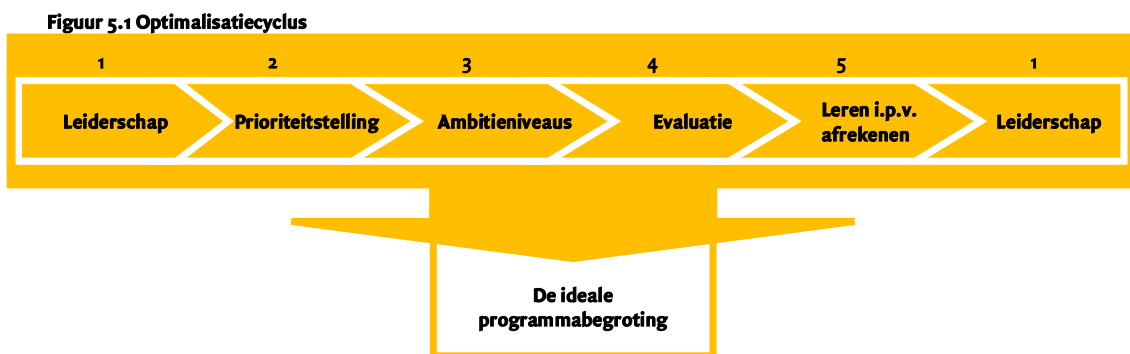 Figuur 5.1 Optimalisatiecyclus
1 2 3 4 5 1
Leiderschap
Prioriteitstelling
Ambitieniveaus
Evaluatie
Leren i.p.v.
afrekenen
Leiderschap
De ideale
programmabegroting